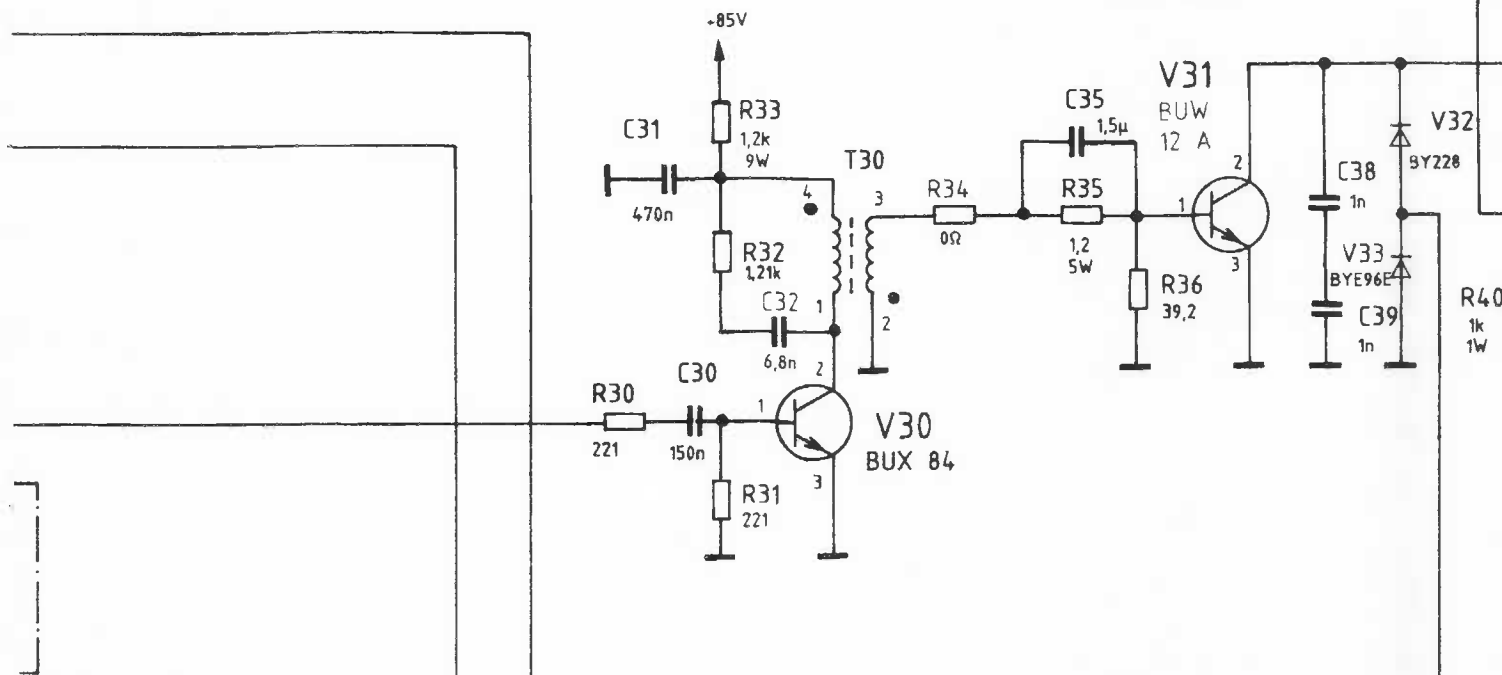 +85V
R33
1,2k
9W
C31
470n
T30
4
3
R32
1,21k
C32
6,8n
1
2
R34
0Ω
C35
1,5µ
R35
1,2
5W
R36
39,2
V31
BUW
12 A
2
1
3
C38
1n
C39
1n
V32
BY228
V33
BYE96E
R40
1k
1W
R30
221
C30
150n
R31
221
2
1
3
V30
BUX 84